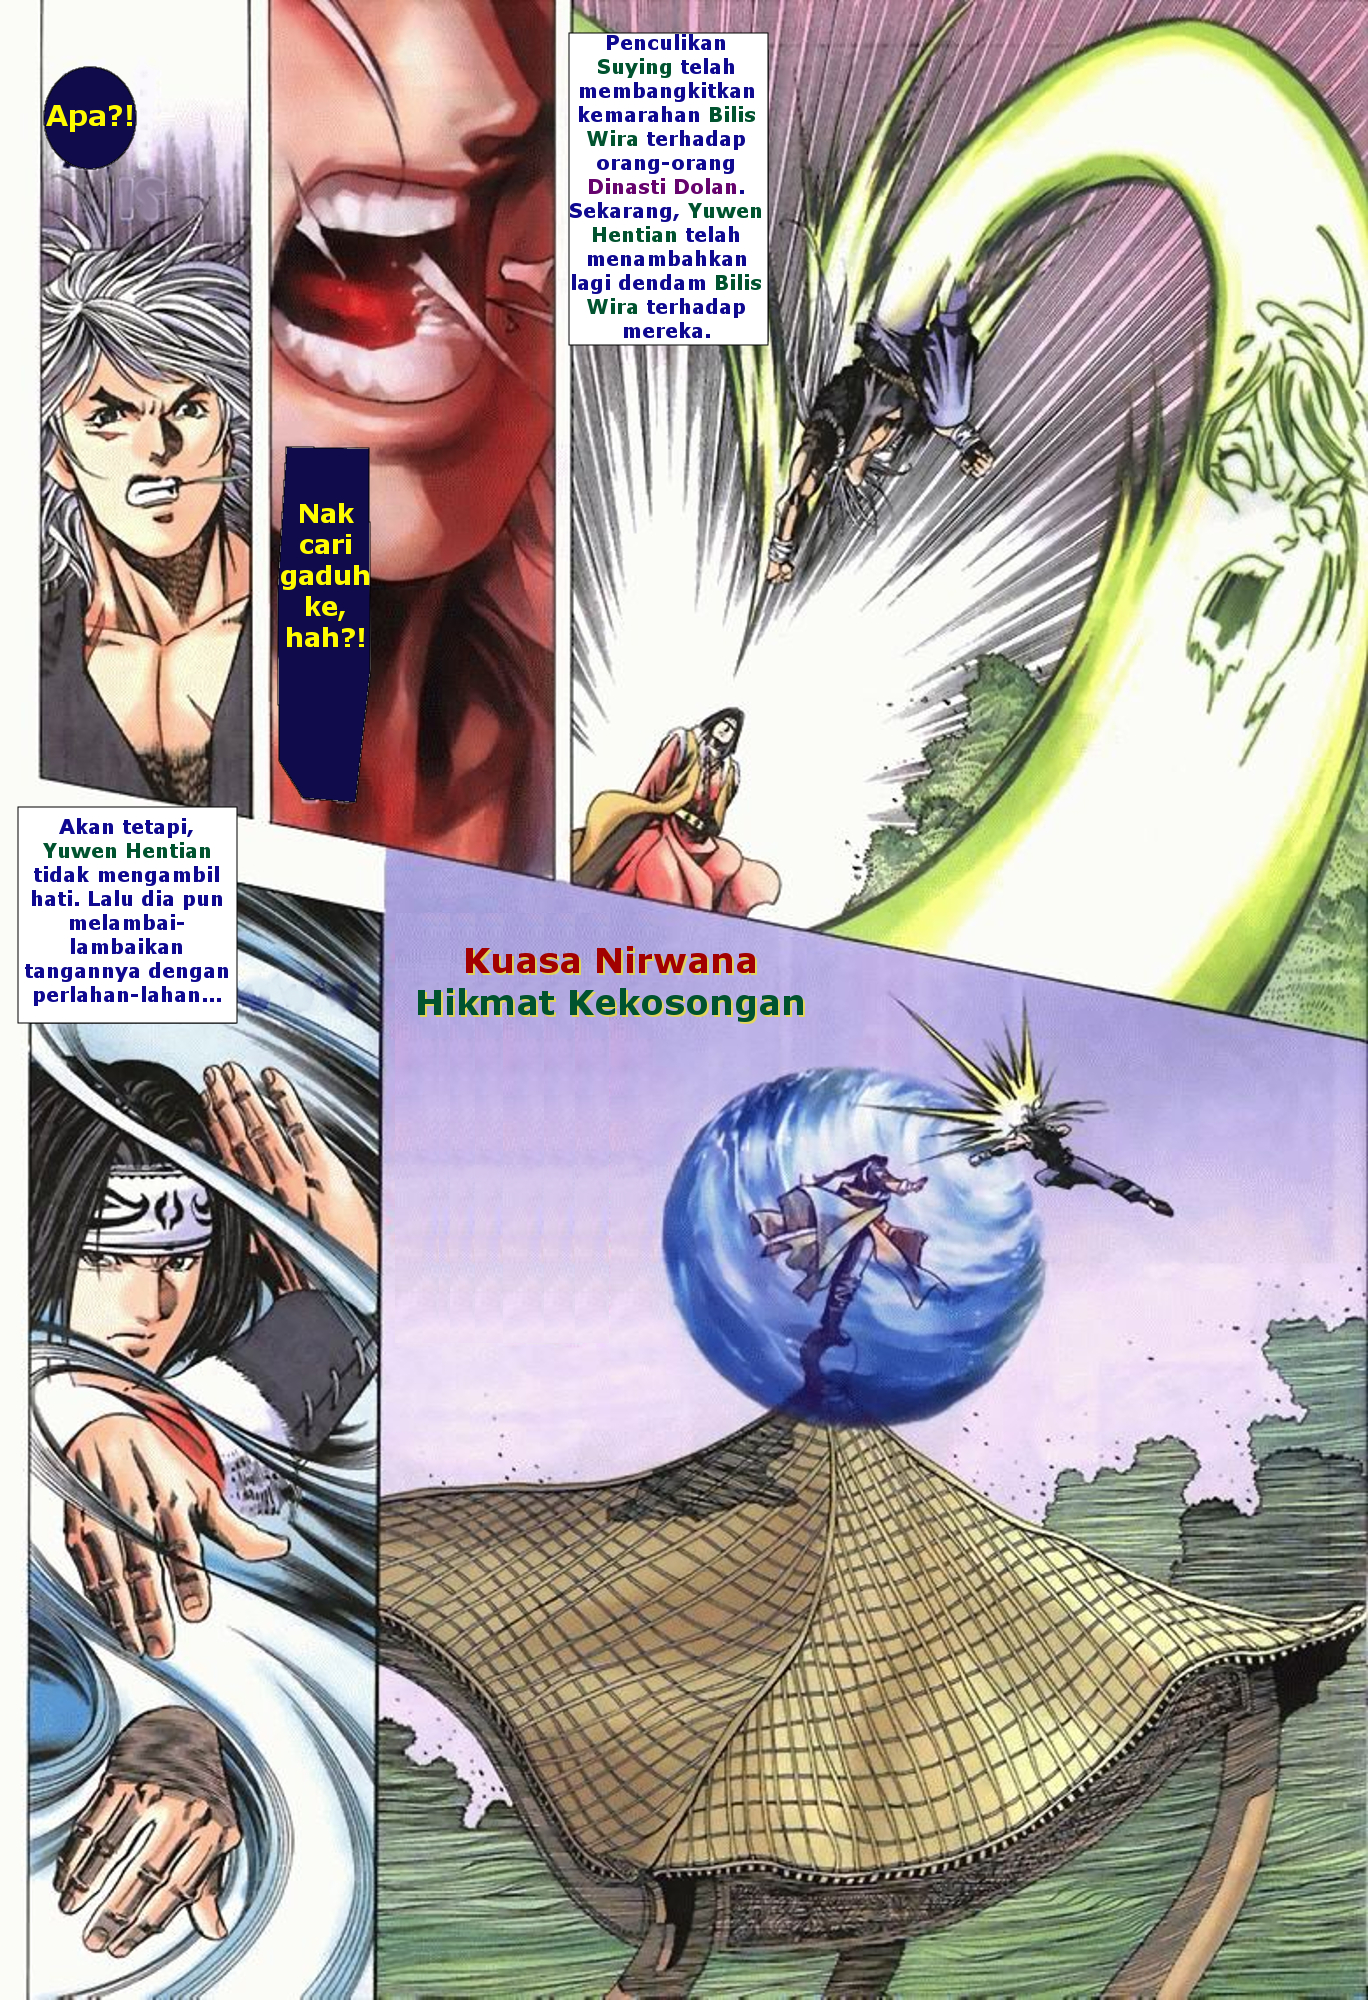 Apa?!
Nak
cari
gaduh
ke,
hah?!
Penculikan
Suying telah
membangkitkan
kemarahan Bilis
Wira terhadap
orang-orang
Dinasti Dolan.
Sekarang, Yuwen
Hentian telah
menambahkan
lagi dendam Bilis
Wira terhadap
mereka.
Akan tetapi,
Yuwen Hentian
tidak mengambil
hati. Lalu dia pun
melambai-
lambaikan
tangannya dengan
perlahan-lahan...
Kuasa Nirwana
Hikmat Kekosongan